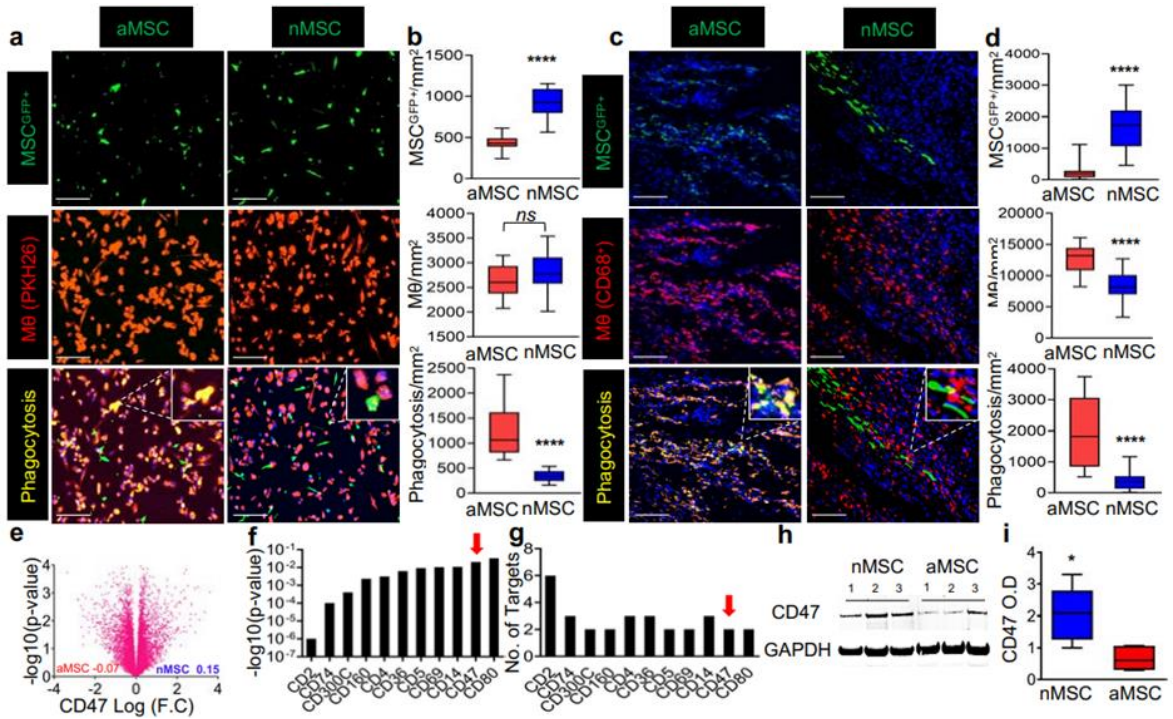 a
aMSC
nMSC
b
c
aMSC
nMSC
d
MSCGFP+
MSCGFP+/mm2
1500
1000
500
0
****
aMSC nMSC
MSCGFP+
MSCGFP+/mm2
4000
3000
2000
1000
0
****
aMSC nMSC
Mθ (PKH26)
Mθ/mm2
4000
3500
3000
2500
2000
1500
ns
aMSC nMSC
Mθ (CD68+)
Mθ/mm2
20000
15000
10000
5000
0
****
aMSC nMSC
Phagocytosis
Phagocytosis/mm2
2500
2000
1500
1000
500
0
****
aMSC nMSC
Phagocytosis
Phagocytosis/mm2
4000
3000
2000
1000
0
****
aMSC nMSC
e
-log10(p-value)
4
3
2
1
0
aMSC -0.07
nMSC 0.15
-4 -2 0 2 4
CD47 Log (F.C)
f
-log10(p-value)
10-1
10-2
10-3
10-4
10-5
10-6
10-7
CD2
CD74
CD300C
CD160
CD4
CD36
CD5
CD69
CD14
CD47
CD80
g
No. of Targets
8
6
4
2
0
CD2
CD74
CD300C
CD160
CD4
CD36
CD5
CD69
CD14
CD47
CD80
h
nMSC aMSC
1 2 3 1 2 3
CD47
GAPDH
i
CD47 O.D
4
3
2
1
0
*
nMSC aMSC